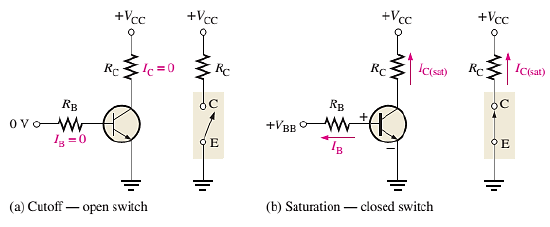 +VCC
+VCC
RC
IC = 0
RC
RB
C
0 V
IB = 0
E
(a) Cutoff — open switch
+VCC
+VCC
RC
IC(sat)
RC
IC(sat)
RB
+
C
+VBB
IB
−
E
(b) Saturation — closed switch